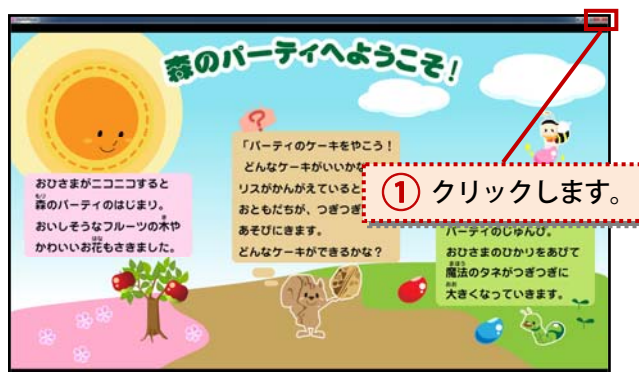 森のパーティへようこそ！
おひさまがニコニコすると
もり
森のパーティのはじまり。
おいしそうなフルーツの木や
はな
かわいいお花もさきました。
?
「パーティのケーキをやこう！
どんなケーキがいいかな
リスがかんがえていると
おともだちが、つぎつぎ
あそびにきます。
どんなケーキができるかな？
① クリックします。
パーティのじゅんび。
おひさまのひかりをあびて
まほう
魔法のタネがつぎつぎに
おお
大きくなっていきます。